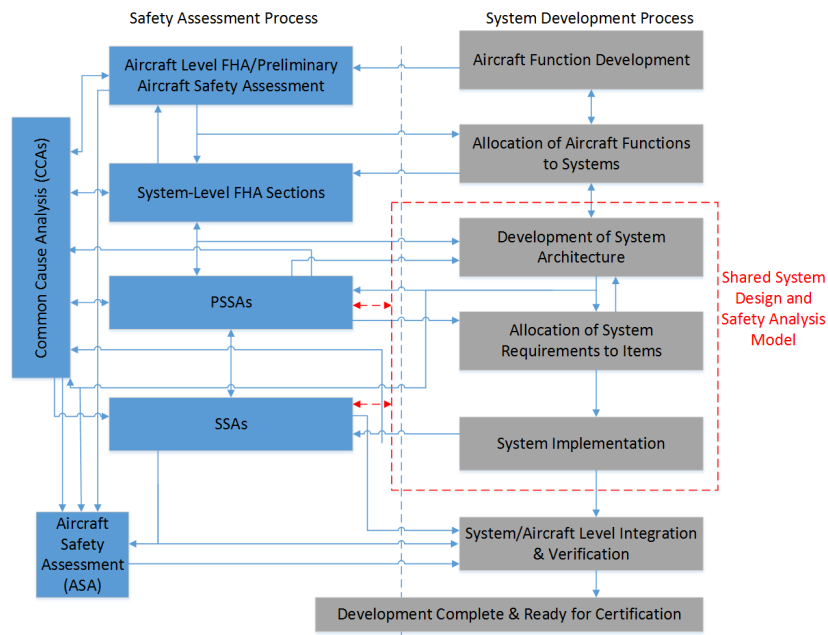 Safety Assessment Process
System Development Process
Aircraft Level FHA/Preliminary
Aircraft Safety Assessment
Aircraft Function Development
Allocation of Aircraft Functions
to Systems
Common Cause Analysis (CCAs)
System-Level FHA Sections
Development of System
Architecture
Shared System
Design and
Safety Analysis
Model
PSSAs
Allocation of System
Requirements to Items
SSAs
System Implementation
Aircraft
Safety
Assessment
(ASA)
System/Aircraft Level Integration
& Verification
Development Complete & Ready for Certification